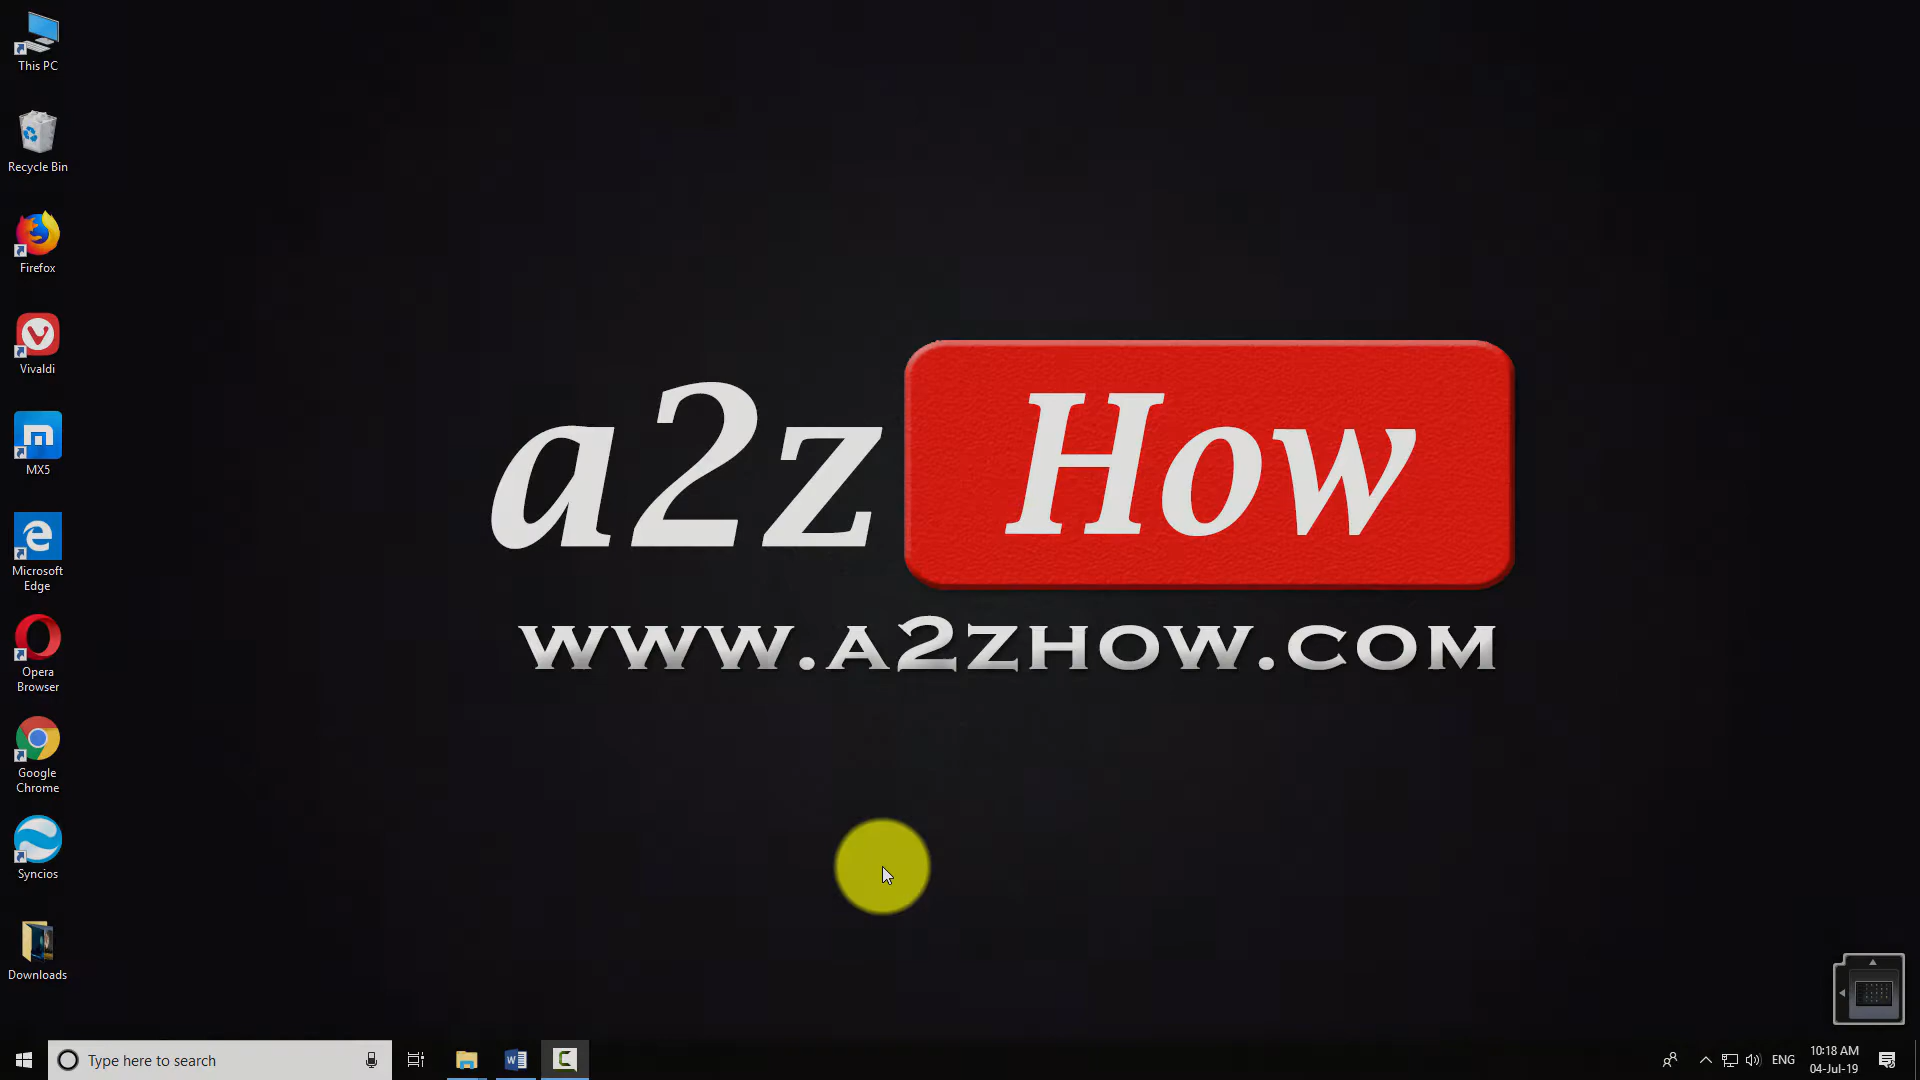 This PC
Recycle Bin
Firefox
Vivaldi
MX5
Microsoft
Edge
Opera
Browser
Google
Chrome
Syncios
Downloads
a2z How
WWW.A2ZHOW.COM
Type here to search
ENG
10:18 AM
04-Jul-19